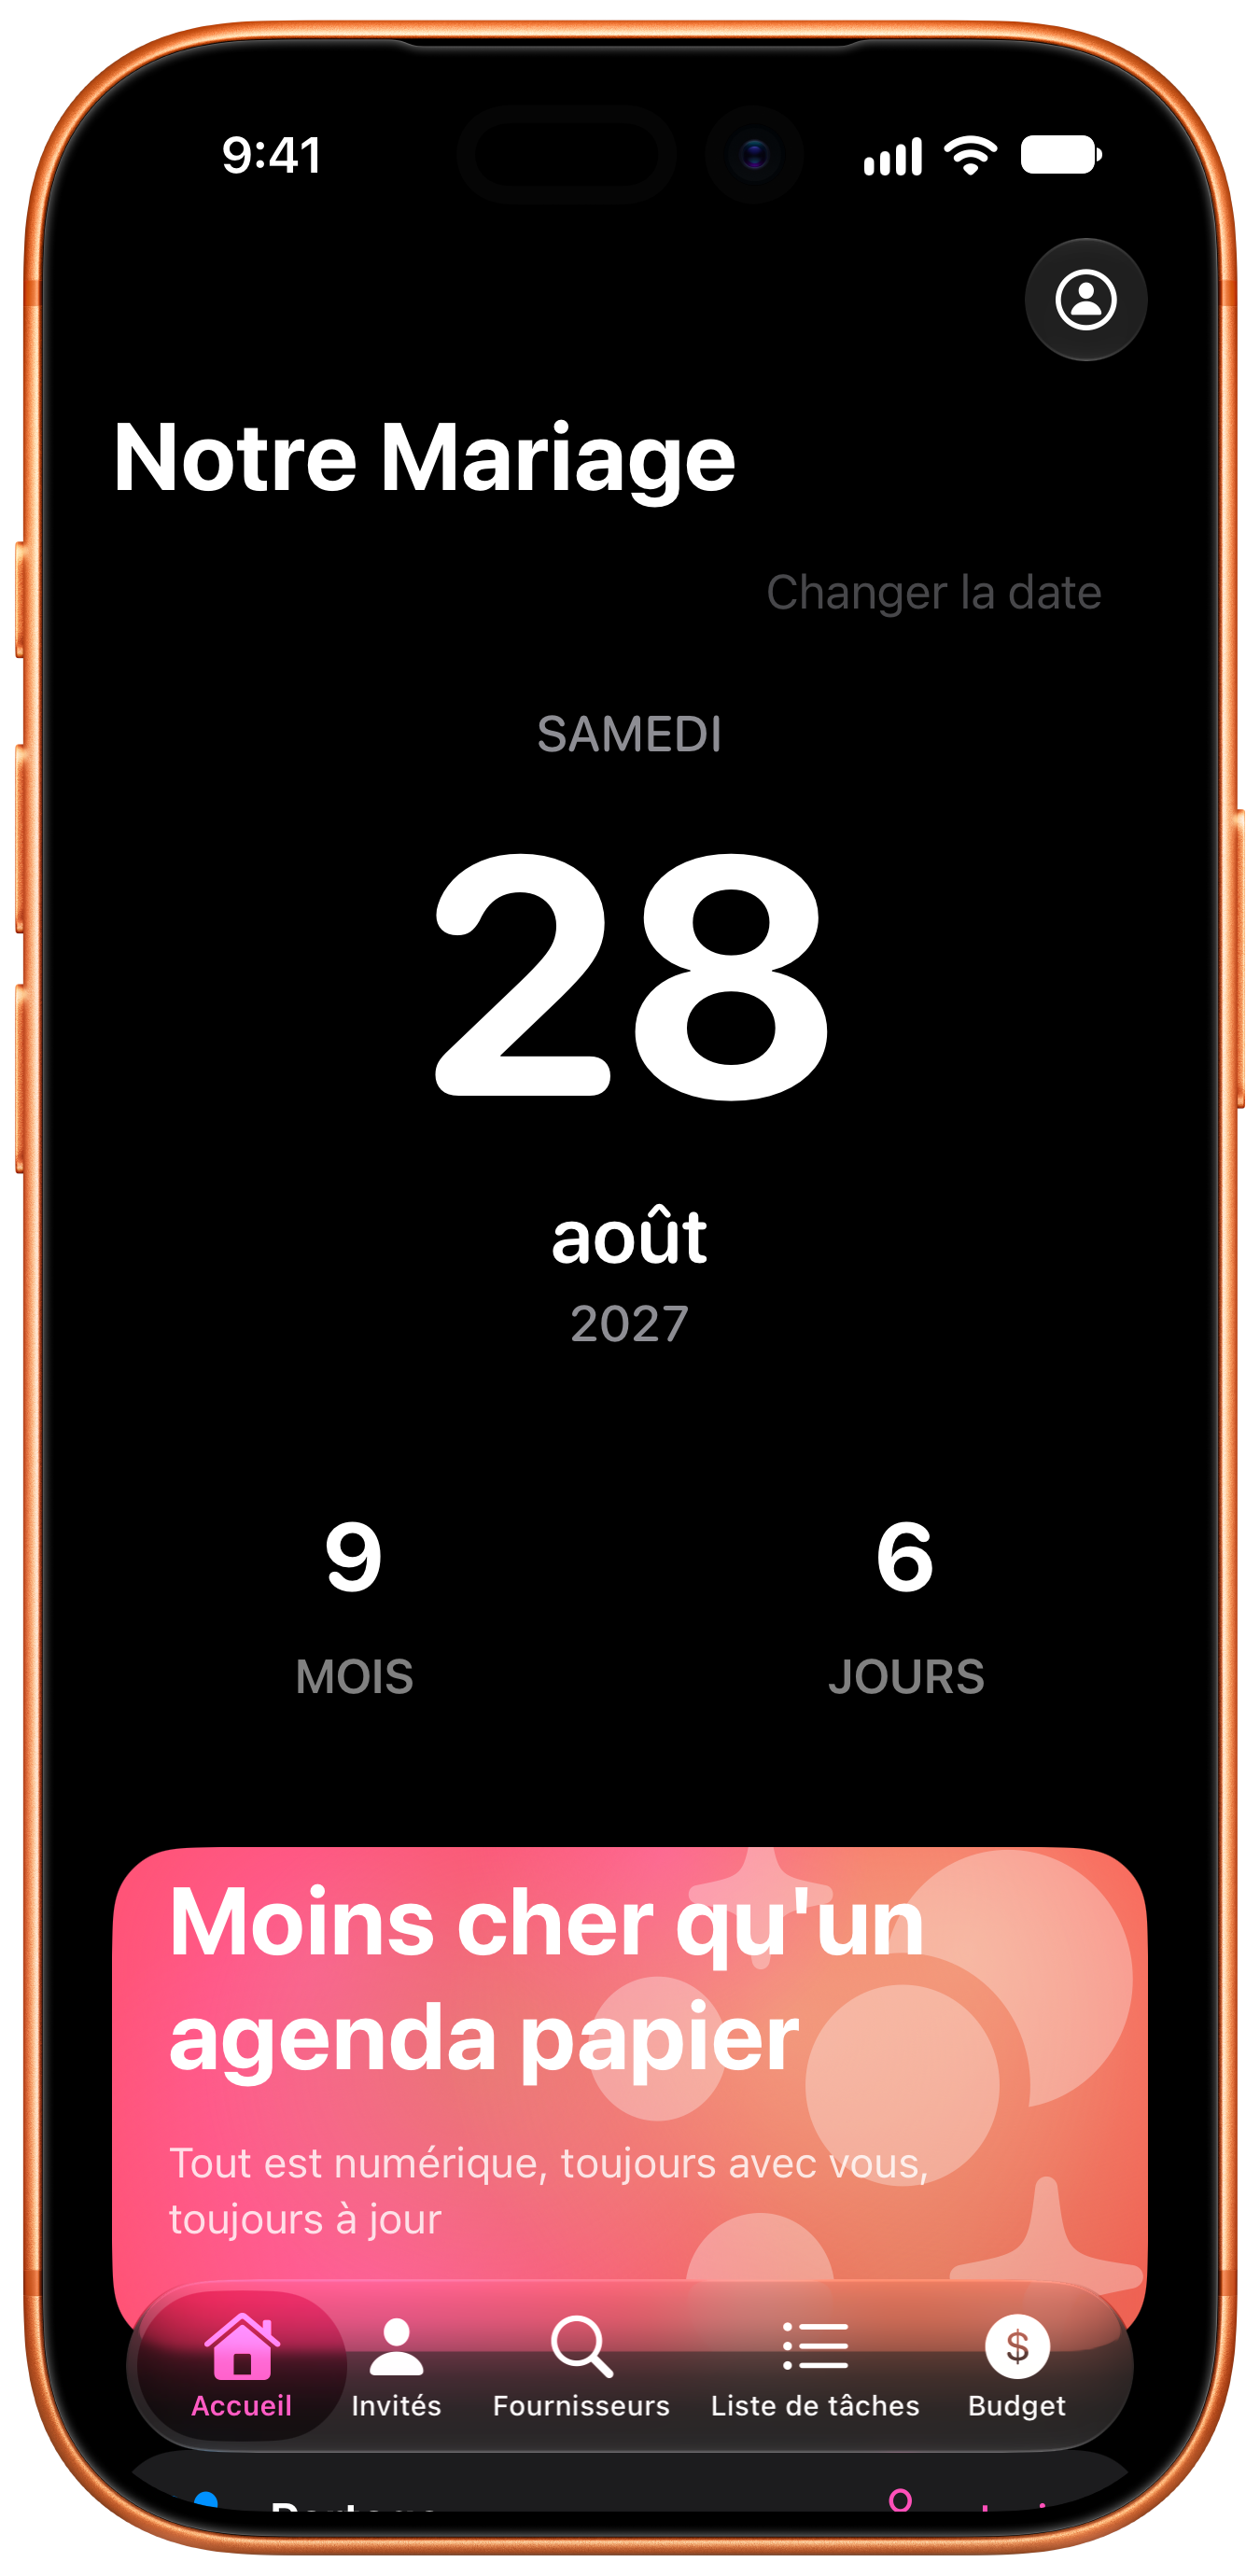 9:41
Notre Mariage
Changer la date
SAMEDI
28
août
2027
9
6
MOIS
JOURS
Moins cher qu'un
agenda papier
Tout est numérique, toujours avec vous,
toujours à jour
$
Accueil
Invités
Fournisseurs
Liste de tâches
Budget